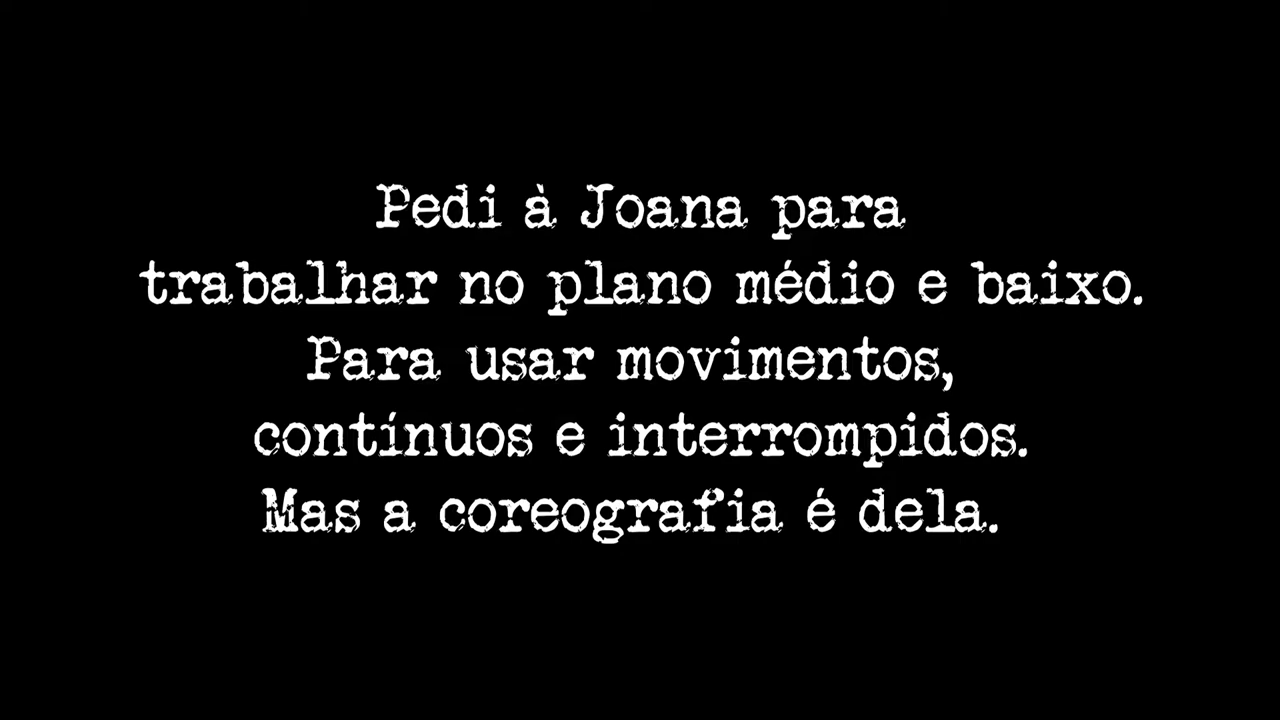 Pedi à Joana para
trabalhar no plano médio e baixo.
Para usar movimentos,
contínuos e interrompidos.
Mas a coreografia é dela.